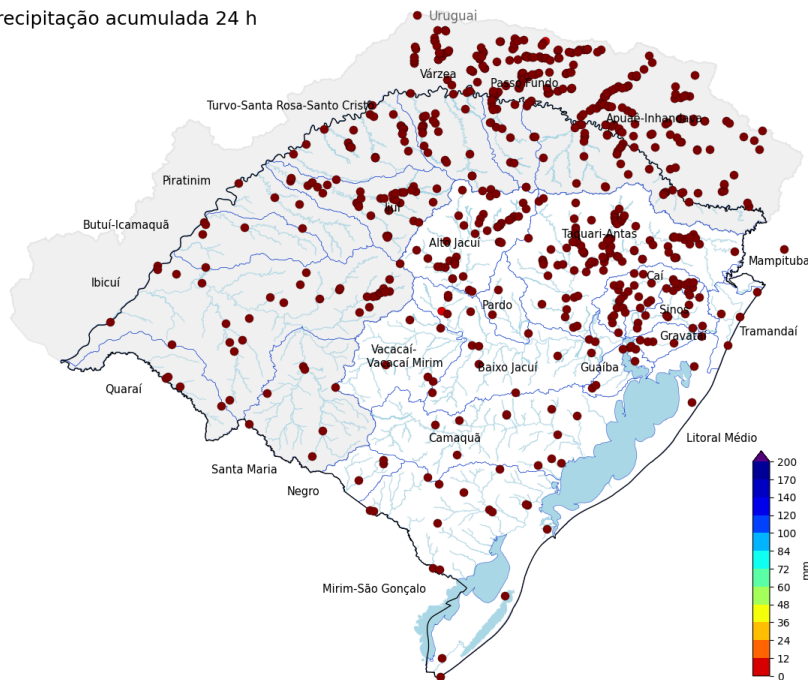 recipitação acumulada 24 h
Uruguai
Várzea
Passo Fundo
Turvo-Santa Rosa-Santo Cristo
Apuaê-Inhandava
Piratinim
Ijuí
Butuí-Icamaquã
Alto Jacuí
Taquari-Antas
Mampituba
Ibicuí
Caí
Pardo
Sinos
Tramandaí
Gravataí
Vacacaí-
Vacacaí Mirim
Baixo Jacuí
Guaíba
Quaraí
Camaquã
Litoral Médio
Santa Maria
Negro
Mirim-São Gonçalo
200
170
140
120
100
84
72
60
48
36
24
12
0
mm